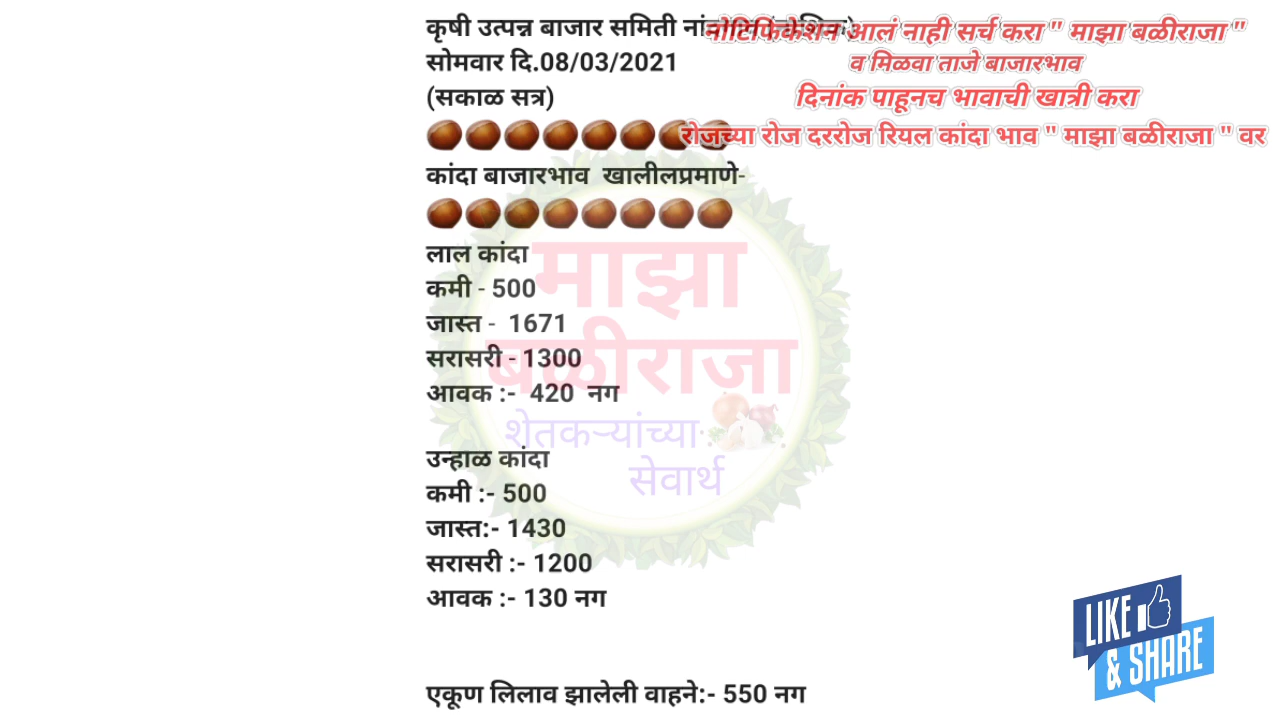 कृषी उत्पन्न बाजार समिती
सोमवार दि.08/03/2021
(सकाळ सत्र)
नोटिफिकेशन आलं नाही सर्च करा " माझा बळीराजा "
व मिळवा ताजे बाजारभाव
दिनांक पाहूनच भावाची खात्री करा
रोजच्या रोज दररोज रियल कांदा भाव " माझा बळीराजा " वर
कांदा बाजारभाव खालीलप्रमाणे-
लाल कांदा
कमी - 500
जास्त - 1671
सरासरी - 1300
आवक :- 420 नग
उन्हाळ कांदा
कमी :- 500
जास्त:- 1430
सरासरी :- 1200
आवक :- 130 नग
एकूण लिलाव झालेली वाहने:- 550 नग
माझा
बळीराजा
शेतकऱ्यांच्या
सेवार्थ
LIKE
& SHARE